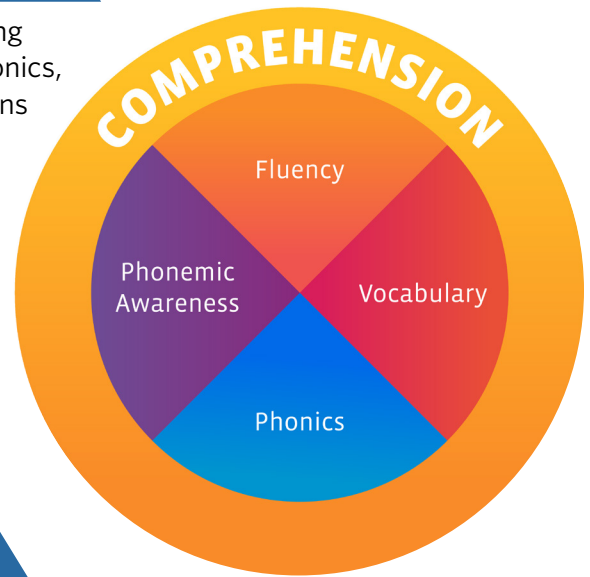 COMPREHENSION
Fluency
Phonemic
Awareness
Vocabulary
Phonics